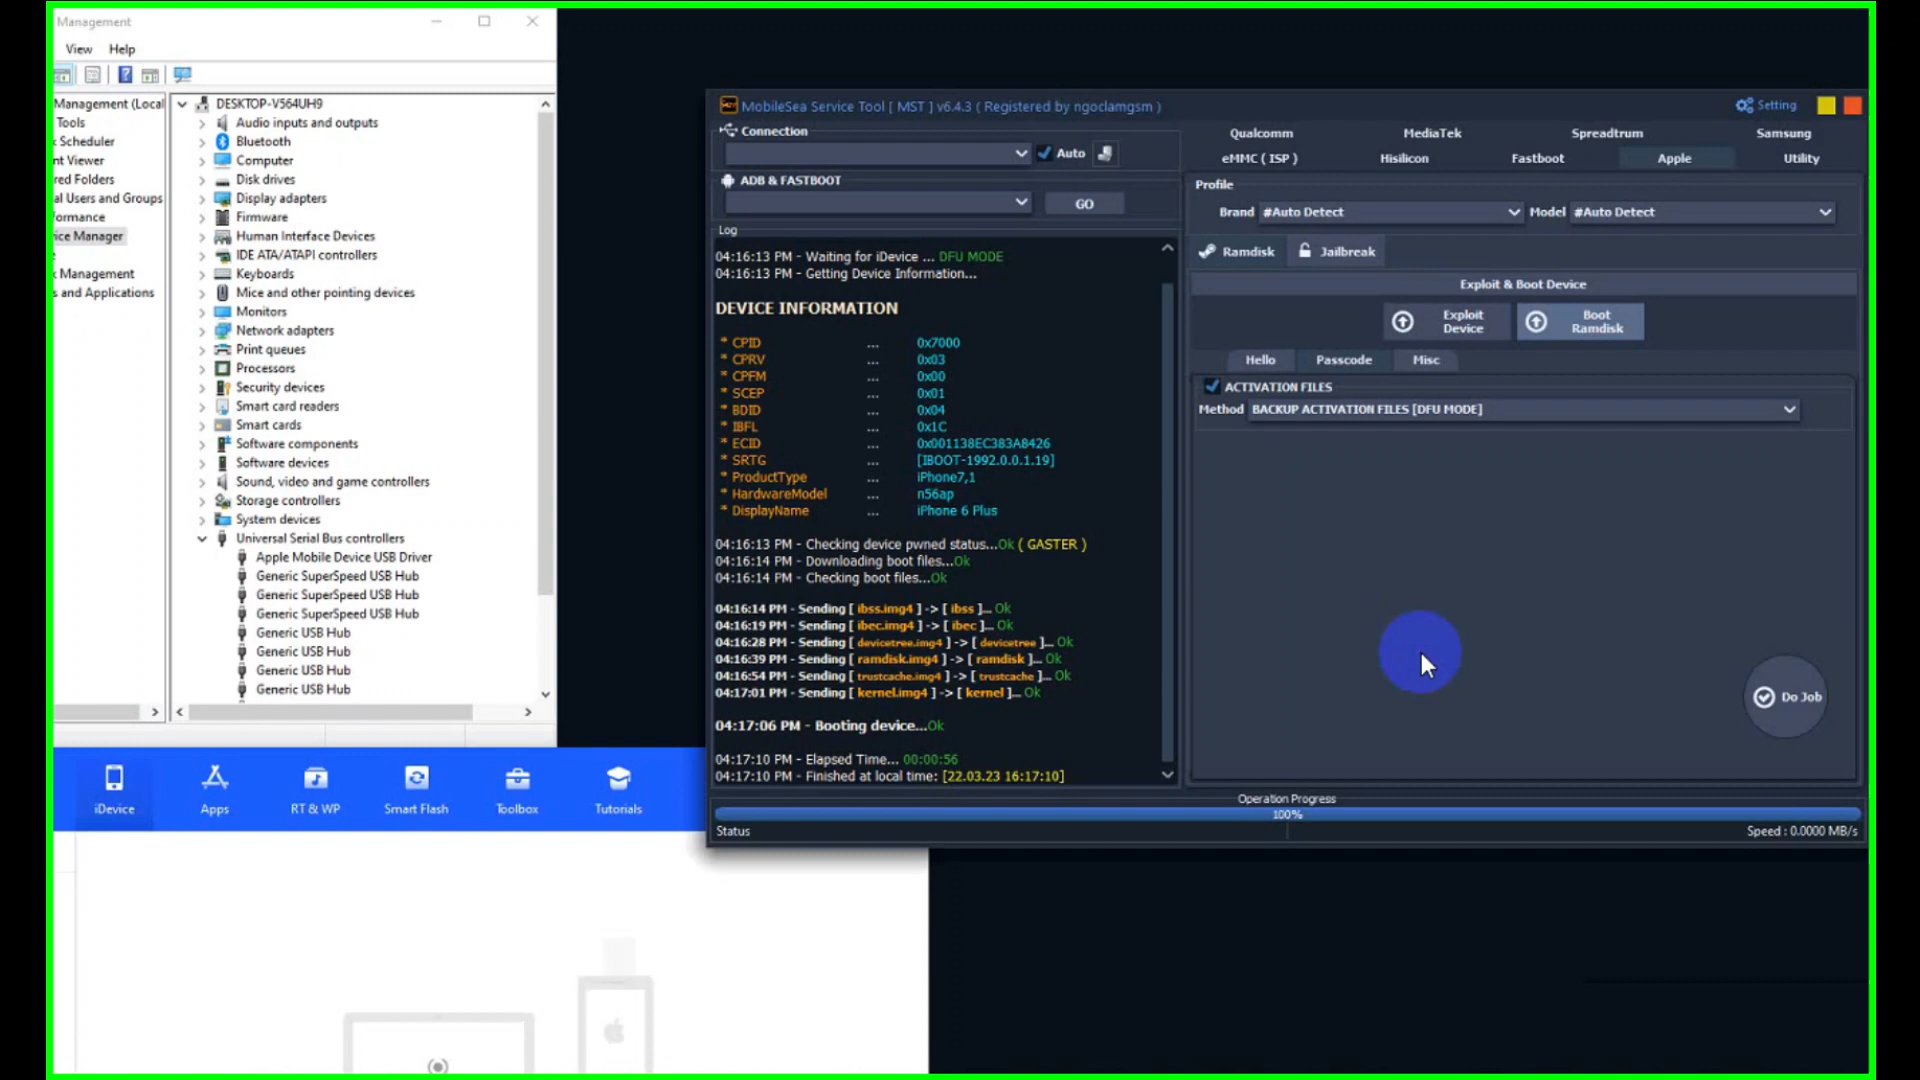 Management
View Help
Management (Local
Tools
Scheduler
nt Viewer
red Folders
al Users and Groups
ormance
ice Manager
Management
s and Applications
DESKTOP-V564UH9
Audio inputs and outputs
Bluetooth
Computer
Disk drives
Display adapters
Firmware
Human Interface Devices
IDE ATA/ATAPI controllers
Keyboards
Mice and other pointing devices
Monitors
Network adapters
Print queues
Processors
Security devices
Smart card readers
Smart cards
Software components
Software devices
Sound, video and game controllers
Storage controllers
System devices
Universal Serial Bus controllers
Apple Mobile Device USB Driver
Generic SuperSpeed USB Hub
Generic SuperSpeed USB Hub
Generic SuperSpeed USB Hub
Generic USB Hub
Generic USB Hub
Generic USB Hub
Generic USB Hub
iDevice Apps RT & WP Smart Flash Toolbox Tutorials
MobileSea Service Tool [ MST ] v6.4.3 ( Registered by ngoclamgsm )
Setting
Connection
Auto
ADB & FASTBOOT
GO
Log
04:16:13 PM - Waiting for iDevice ... DFU MODE
04:16:13 PM - Getting Device Information...
DEVICE INFORMATION
* CPID ... 0x7000
* CPRV ... 0x03
* CPFM ... 0x00
* SCEP ... 0x01
* BDID ... 0x04
* IBFL ... 0x1C
* ECID ... 0x001138EC383A8426
* SRTG ... [IBOOT-1992.0.0.1.19]
* ProductType ... iPhone7,1
* HardwareModel ... n56ap
* DisplayName ... iPhone 6 Plus
04:16:13 PM - Checking device pwned status...Ok ( GASTER )
04:16:14 PM - Downloading boot files...Ok
04:16:14 PM - Checking boot files...Ok
04:16:14 PM - Sending [ ibss.img4 ] -> [ ibss ]... Ok
04:16:19 PM - Sending [ ibec.img4 ] -> [ ibec ]... Ok
04:16:28 PM - Sending [ devicetree.img4 ] -> [ devicetree ]... Ok
04:16:39 PM - Sending [ ramdisk.img4 ] -> [ ramdisk ]... Ok
04:16:54 PM - Sending [ trustcache.img4 ] -> [ trustcache ]... Ok
04:17:01 PM - Sending [ kernel.img4 ] -> [ kernel ]... Ok
04:17:06 PM - Booting device...Ok
04:17:10 PM - Elapsed Time... 00:00:56
04:17:10 PM - Finished at local time: [22.03.23 16:17:10]
Qualcomm MediaTek Spreadtrum Samsung
eMMC ( ISP ) Hisilicon Fastboot Apple Utility
Profile
Brand #Auto Detect Model #Auto Detect
Ramdisk Jailbreak
Exploit & Boot Device
Exploit Device
Boot Ramdisk
Hello Passcode Misc
ACTIVATION FILES
Method BACKUP ACTIVATION FILES [DFU MODE]
Do Job
Operation Progress
100%
Status
Speed : 0.0000 MB/s